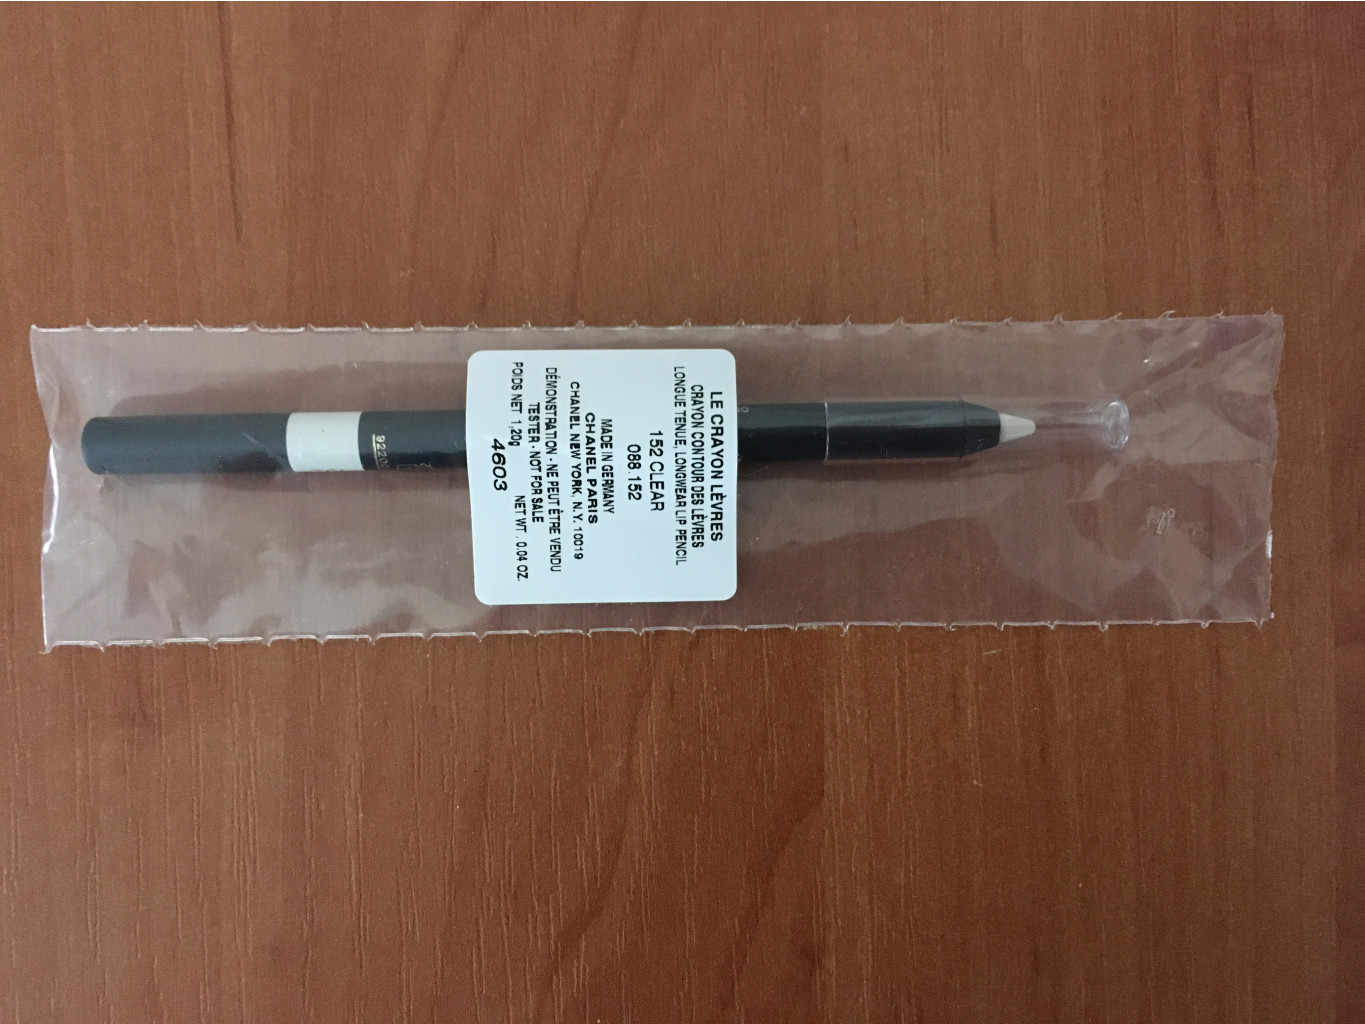 LE CRAYON LÈVRES
CRAYON CONTOUR DES LÈVRES
LONGUE TENUE, LONGWEAR LIP PENCIL
152 CLEAR
088.152
MADE IN GERMANY
CHANEL PARIS
CHANEL NEW YORK, N.Y. 10019
DÉMONSTRATION - NE PEUT ÊTRE VENDU
TESTER - NOT FOR SALE
POIDS NET 1,20g NET WT. 0.04 OZ.
4603